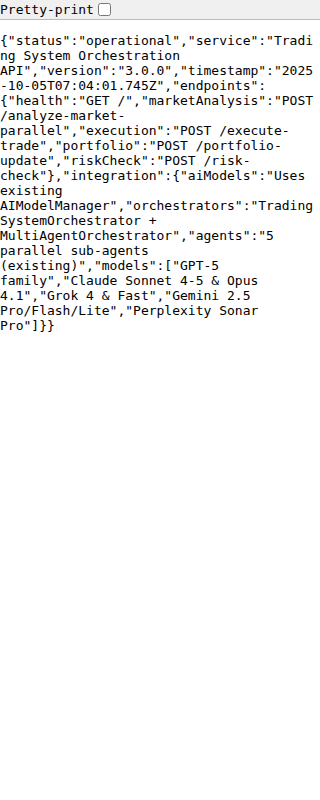 Pretty-print
{"status":"operational","service":"Tradi
ng System Orchestration
API","version":"3.0.0","timestamp":"2025
-10-05T07:04:01.745Z","endpoints":
{"health":"GET /","marketAnalysis":"POST
/analyze-market-
parallel","execution":"POST /execute-
trade","portfolio":"POST /portfolio-
update","riskCheck":"POST /risk-
check"},"integration":{"aiModels":"Uses
existing
AIModelManager","orchestrators":"Trading
SystemOrchestrator +
MultiAgentOrchestrator","agents":"5
parallel sub-agents
(existing)","models":["GPT-5
family","Claude Sonnet 4-5 & Opus
4.1","Grok 4 & Fast","Gemini 2.5
Pro/Flash/Lite","Perplexity Sonar
Pro"]}}